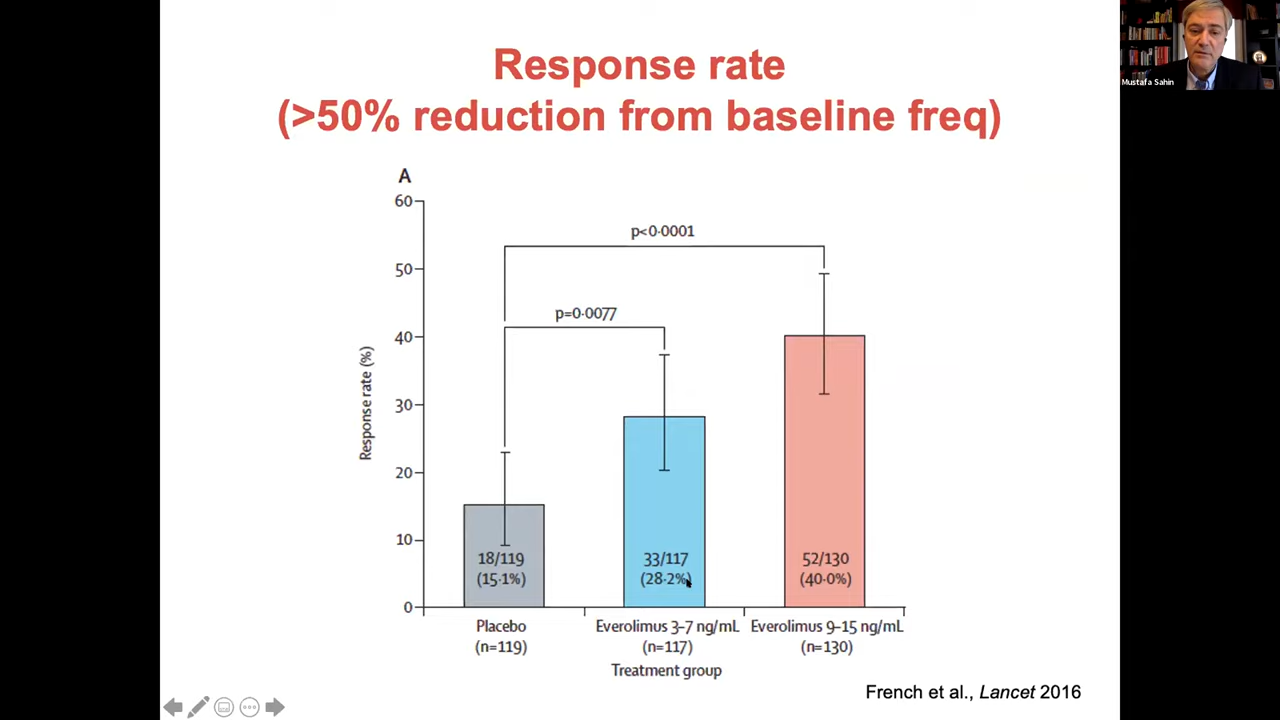 Response rate
(>50% reduction from baseline freq)
Mustafa Sahin
A
60
50
40
30
20
10
0
Response rate (%)
p<0·0001
p=0·0077
18/119
(15·1%)
33/117
(28·2%)
52/130
(40·0%)
Placebo
(n=119)
Everolimus 3–7 ng/mL
(n=117)
Everolimus 9–15 ng/mL
(n=130)
Treatment group
French et al., Lancet 2016